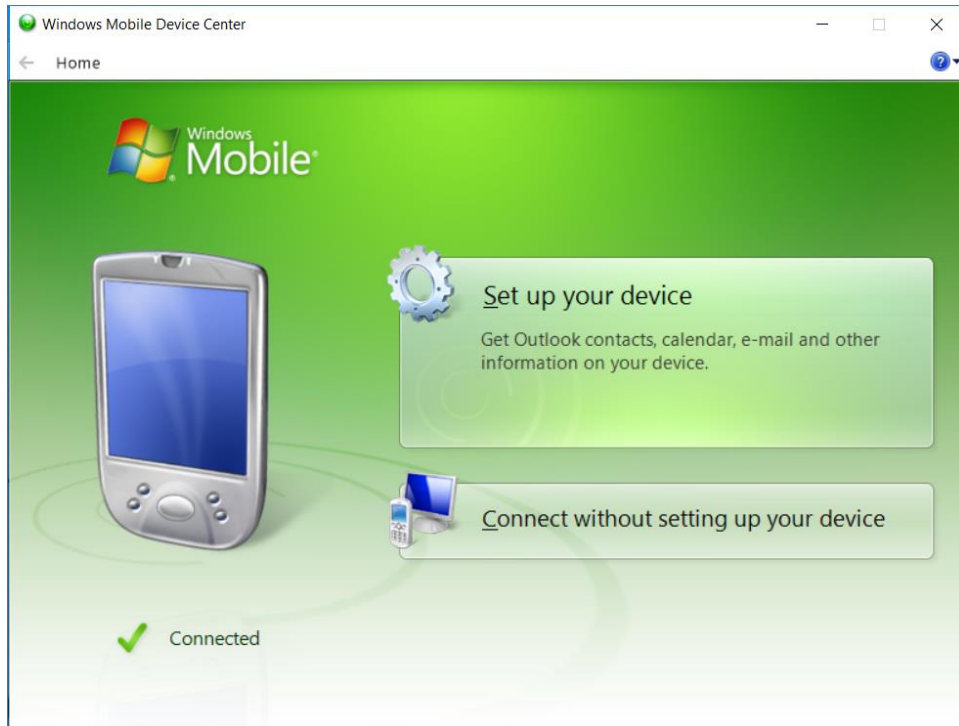 Windows Mobile Device Center
Home
Windows
Mobile®
Set up your device
Get Outlook contacts, calendar, e-mail and other
information on your device.
Connect without setting up your device
Connected